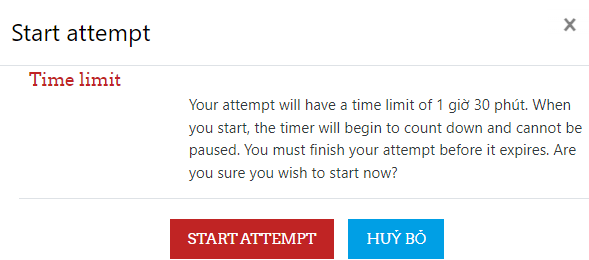 Start attempt
×
Time limit
Your attempt will have a time limit of 1 giờ 30 phút. When
you start, the timer will begin to count down and cannot be
paused. You must finish your attempt before it expires. Are
you sure you wish to start now?
START ATTEMPT
HUỶ BỎ